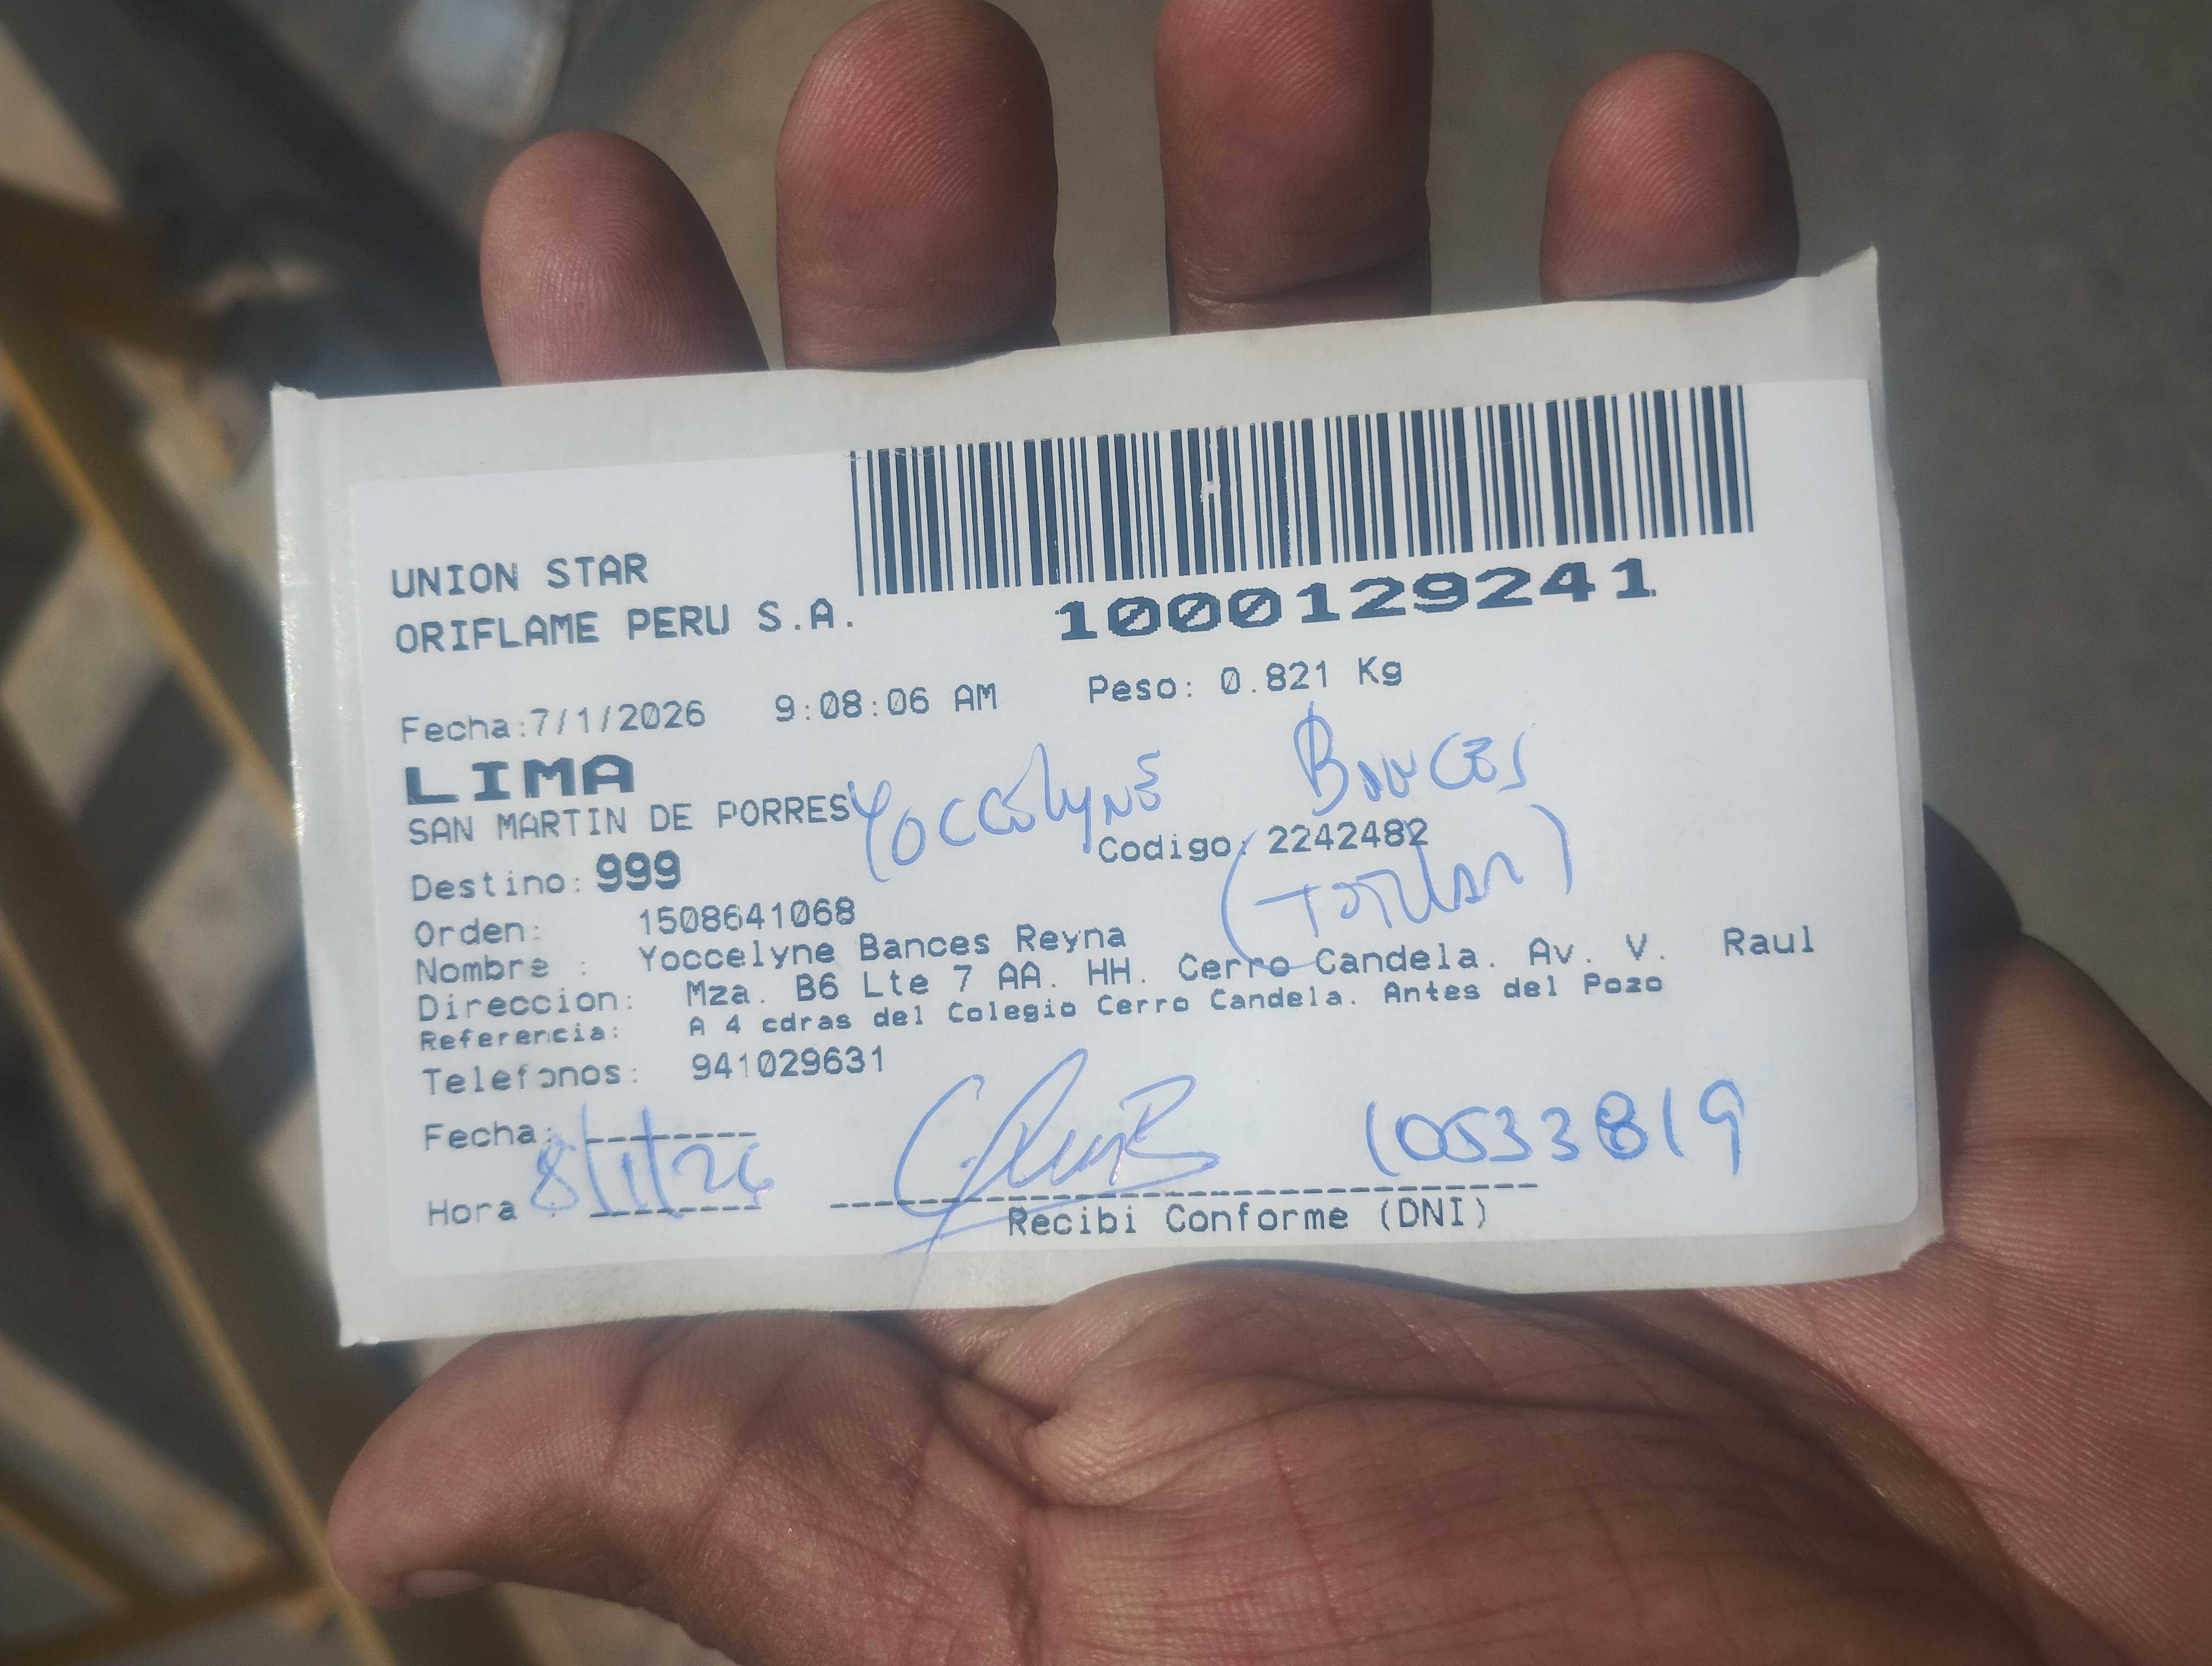 UNION STAR
ORIFLAME PERU S.A.
1000129241
Fecha:7/1/2026 9:08:06 AM Peso: 0.821 Kg
LIMA
SAN MARTIN DE PORRES
Yoccelyne Bances
Codigo: 2242482
(Titular)
Destino: 999
Orden: 1508641068
Nombre : Yoccelyne Bances Reyna
Direccion: Mza. B6 Lte 7 AA. HH. Cerro Candela. Av. V. Raul
Referencia: A 4 cdras del Colegio Cerro Candela. Antes del Pozo
Telefonos: 941029631
Fecha:
8/1/26
10533819
Hora :
Recibi Conforme (DNI)